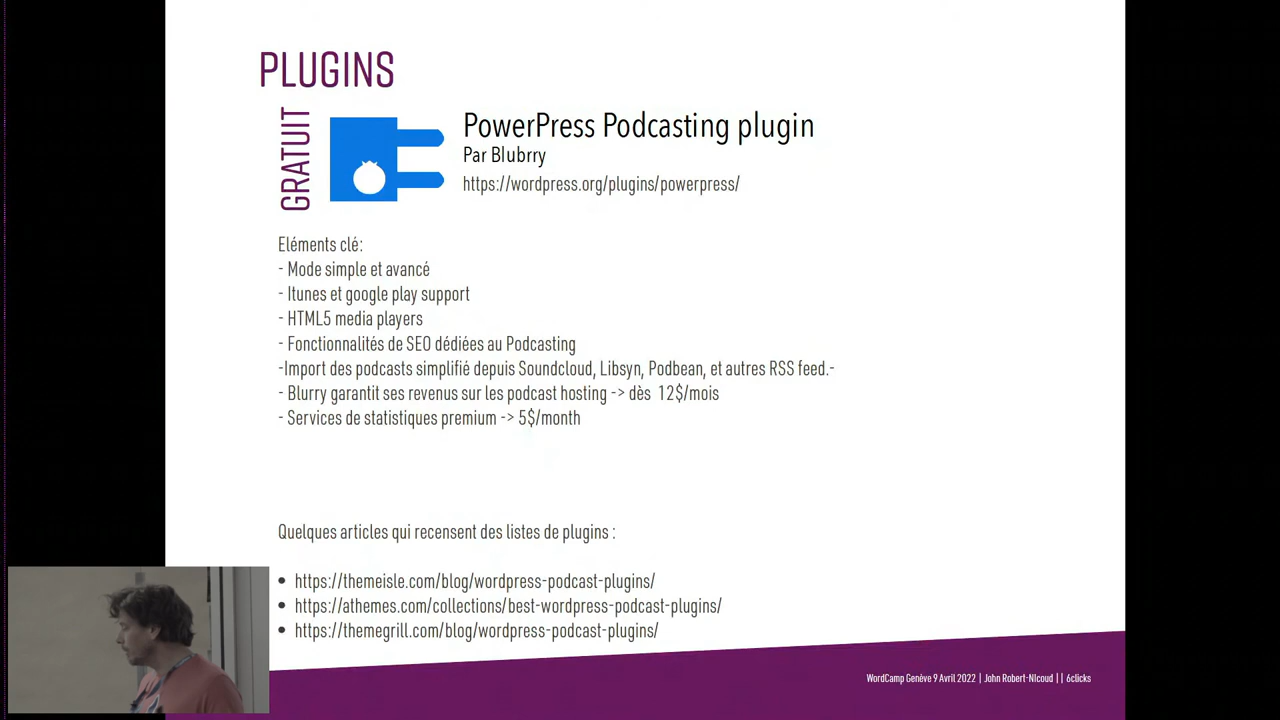 PLUGINS
GRATUIT
PowerPress Podcasting plugin
Par Blubrry
https://wordpress.org/plugins/powerpress/
Eléments clé:
- Mode simple et avancé
- Itunes et google play support
- HTML5 media players
- Fonctionnalités de SEO dédiées au Podcasting
-Import des podcasts simplifié depuis Soundcloud, Libsyn, Podbean, et autres RSS feed.-
- Blurry garantit ses revenus sur les podcast hosting -> dès 12$/mois
- Services de statistiques premium -> 5$/month
Quelques articles qui recensent des listes de plugins :
• https://themeisle.com/blog/wordpress-podcast-plugins/
• https://athemes.com/collections/best-wordpress-podcast-plugins/
• https://themegrill.com/blog/wordpress-podcast-plugins/
WordCamp Genève 9 Avril 2022 | John Robert-NIcoud || 6clicks